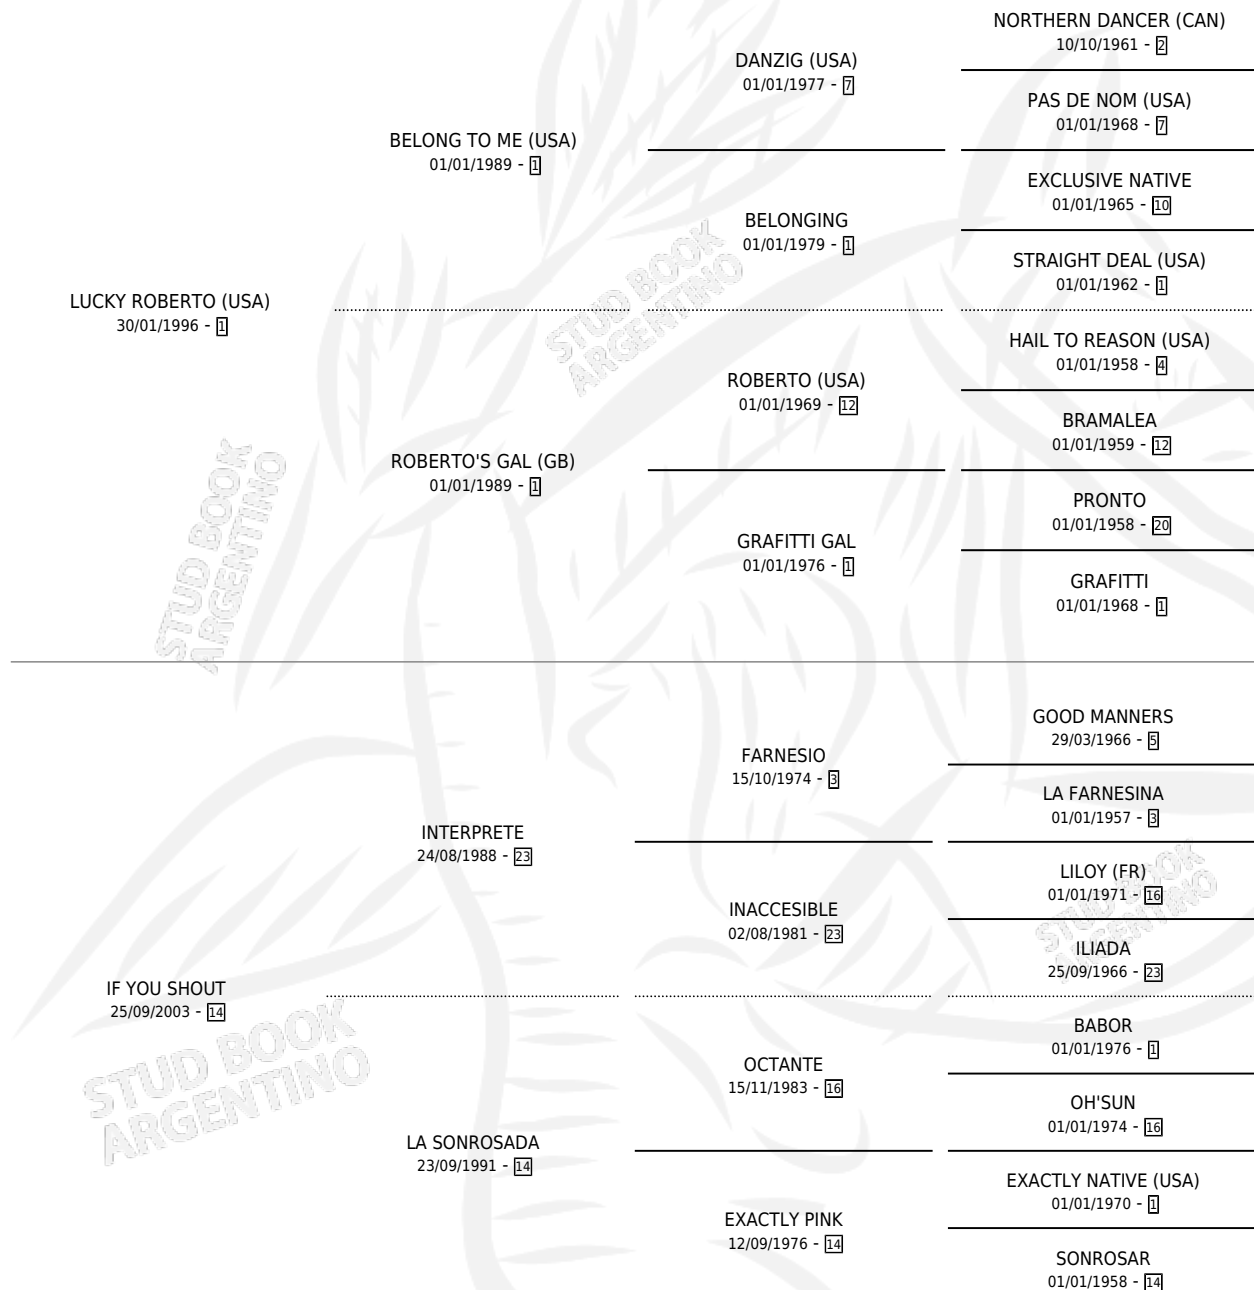 NORTHERN DANCER (CAN)
10/10/1961 - 2
DANZIG (USA)
01/01/1977 - 7
PAS DE NOM (USA)
01/01/1968 - 7
BELONG TO ME (USA)
01/01/1989 - 1
EXCLUSIVE NATIVE
01/01/1965 - 10
BELONGING
01/01/1979 - 1
STRAIGHT DEAL (USA)
01/01/1962 - 1
LUCKY ROBERTO (USA)
30/01/1996 - 1
STUD BOOK
ARGENTINO
HAIL TO REASON (USA)
01/01/1958 - 4
ROBERTO (USA)
01/01/1969 - 12
BRAMALEA
01/01/1959 - 12
ROBERTO'S GAL (GB)
01/01/1989 - 1
PRONTO
01/01/1958 - 20
GRAFITTI GAL
01/01/1976 - 1
GRAFITTI
01/01/1968 - 1
STUD BOOK
ARGENTINO
GOOD MANNERS
29/03/1966 - 5
FARNESIO
15/10/1974 - 3
LA FARNESINA
01/01/1957 - 3
INTERPRETE
24/08/1988 - 23
LILOY (FR)
01/01/1971 - 16
INACCESIBLE
02/08/1981 - 23
STUD BOOK
ARGENTINO
ILIADA
25/09/1966 - 23
IF YOU SHOUT
25/09/2003 - 14
BABOR
01/01/1976 - 1
OCTANTE
15/11/1983 - 16
OH'SUN
01/01/1974 - 16
STUD BOOK
ARGENTINO
LA SONROSADA
23/09/1991 - 14
EXACTLY NATIVE (USA)
01/01/1970 - 1
EXACTLY PINK
12/09/1976 - 14
SONROSAR
01/01/1958 - 14